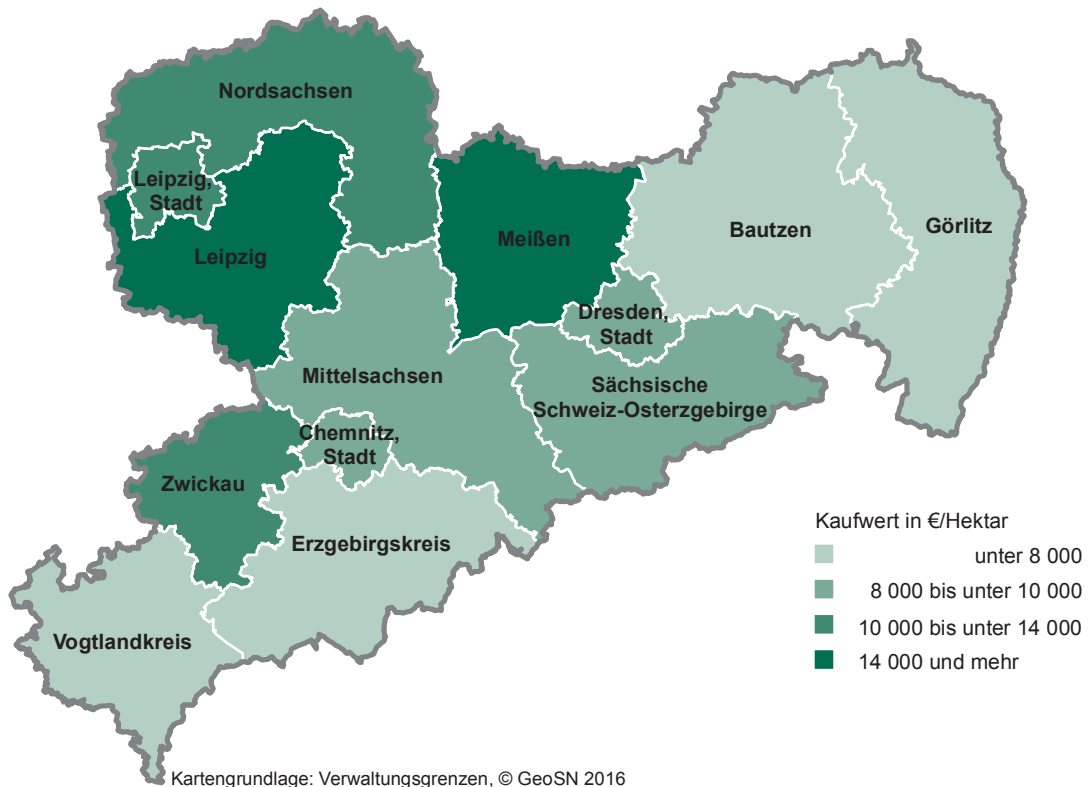 Nordsachsen
Leipzig,
Stadt
Leipzig
Meißen
Bautzen
Görlitz
Dresden,
Stadt
Mittelsachsen
Sächsische
Schweiz-Osterzgebirge
Chemnitz,
Stadt
Zwickau
Erzgebirgskreis
Vogtlandkreis
Kaufwert in €/Hektar
unter 8 000
8 000 bis unter 10 000
10 000 bis unter 14 000
14 000 und mehr
Kartengrundlage: Verwaltungsgrenzen, © GeoSN 2016